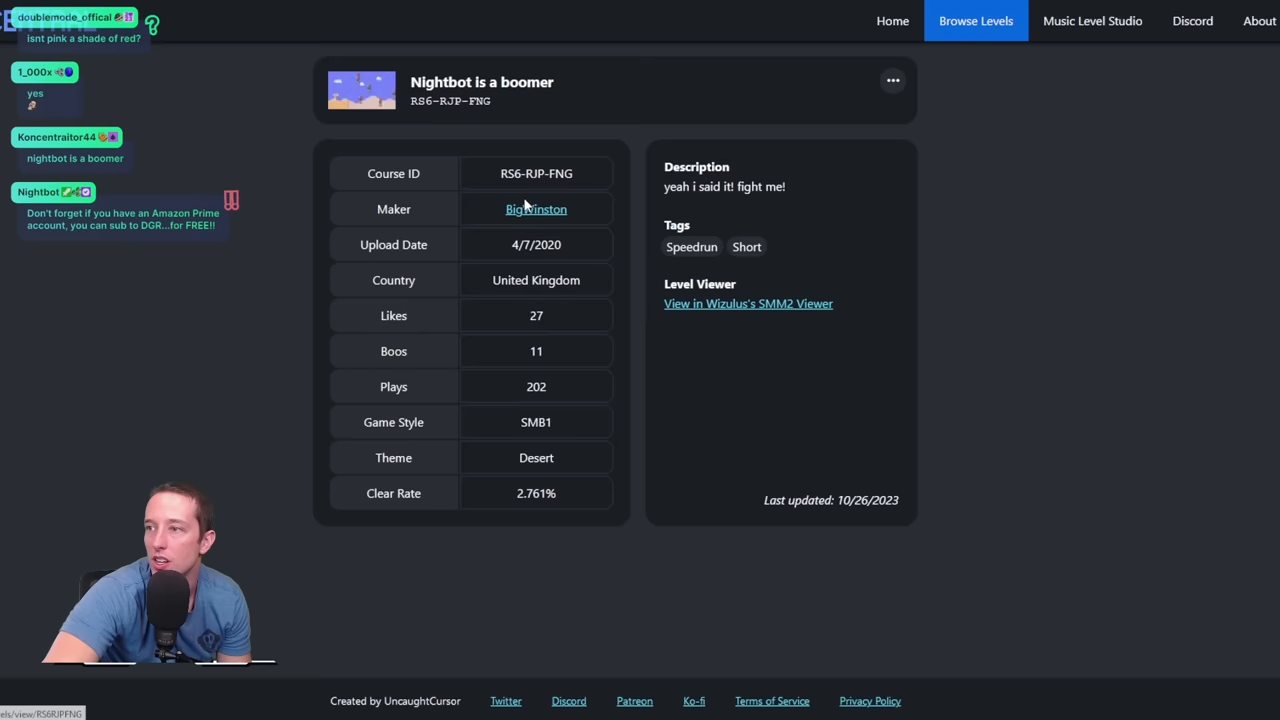 doublemode_offical
isnt pink a shade of red?
1_000x
yes
Koncentraitor44
nightbot is a boomer
Nightbot
Don't forget if you have an Amazon Prime
account, you can sub to DGR...for FREE!!
Home
Browse Levels
Music Level Studio
Discord
About
Nightbot is a boomer
RS6-RJP-FNG
Course ID RS6-RJP-FNG
Maker BigWinston
Upload Date 4/7/2020
Country United Kingdom
Likes 27
Boos 11
Plays 202
Game Style SMB1
Theme Desert
Clear Rate 2.761%
Description
yeah i said it! fight me!
Tags
Speedrun Short
Level Viewer
View in Wizulus's SMM2 Viewer
Last updated: 10/26/2023
Created by UncaughtCursor Twitter Discord Patreon Ko-fi Terms of Service Privacy Policy
els/view/RS6RJPFNG